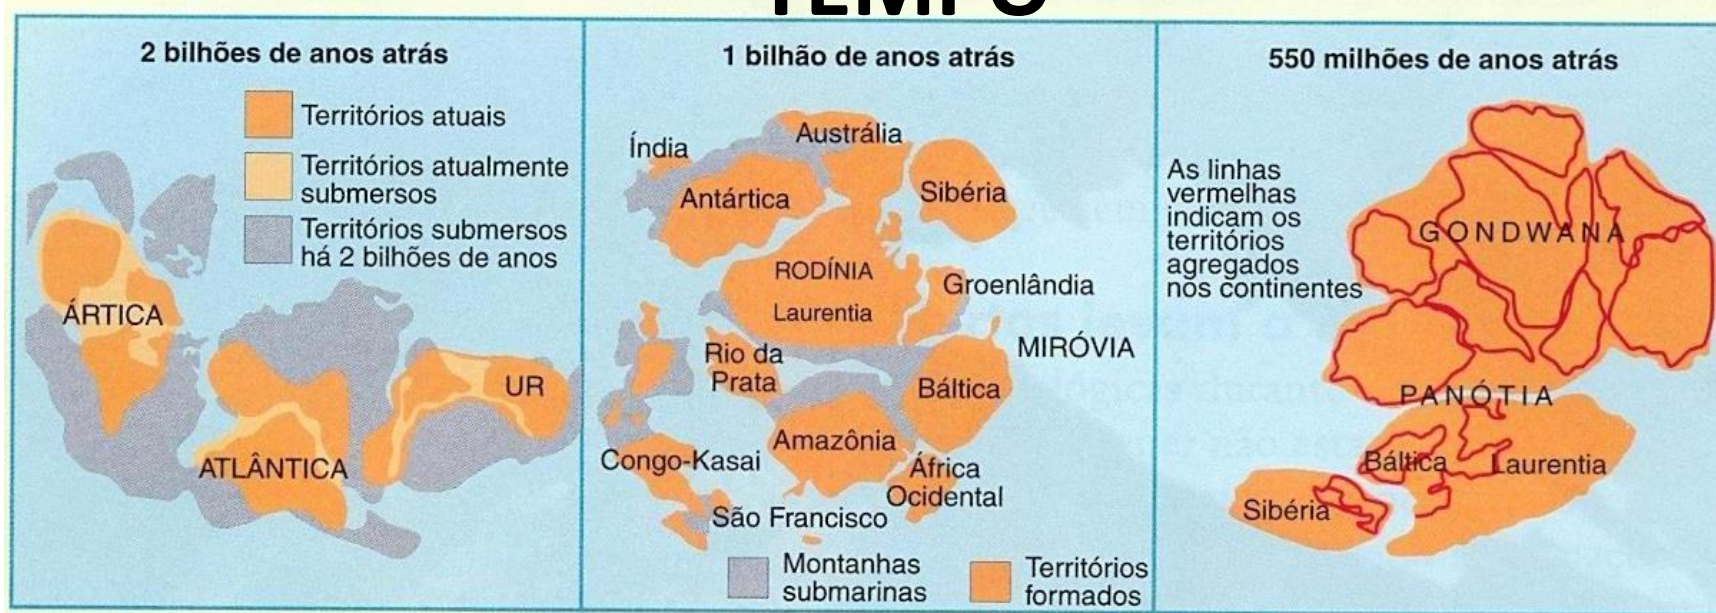 TEMPO
2 bilhões de anos atrás
Territórios atuais
Territórios atualmente
submersos
Territórios submersos
há 2 bilhões de anos
ÁRTICA
ATLÂNTICA
UR
1 bilhão de anos atrás
Índia
Austrália
Antártica
Sibéria
RODÍNIA
Laurentia
Groenlândia
MIRÓVIA
Rio da
Prata
Báltica
Amazônia
Congo-Kasai
África
Ocidental
São Francisco
Montanhas
submarinas
Territórios
formados
550 milhões de anos atrás
As linhas
vermelhas
indicam os
territórios
agregados
nos continentes
GONDWANA
PANÓTIA
Báltica
Laurentia
Sibéria